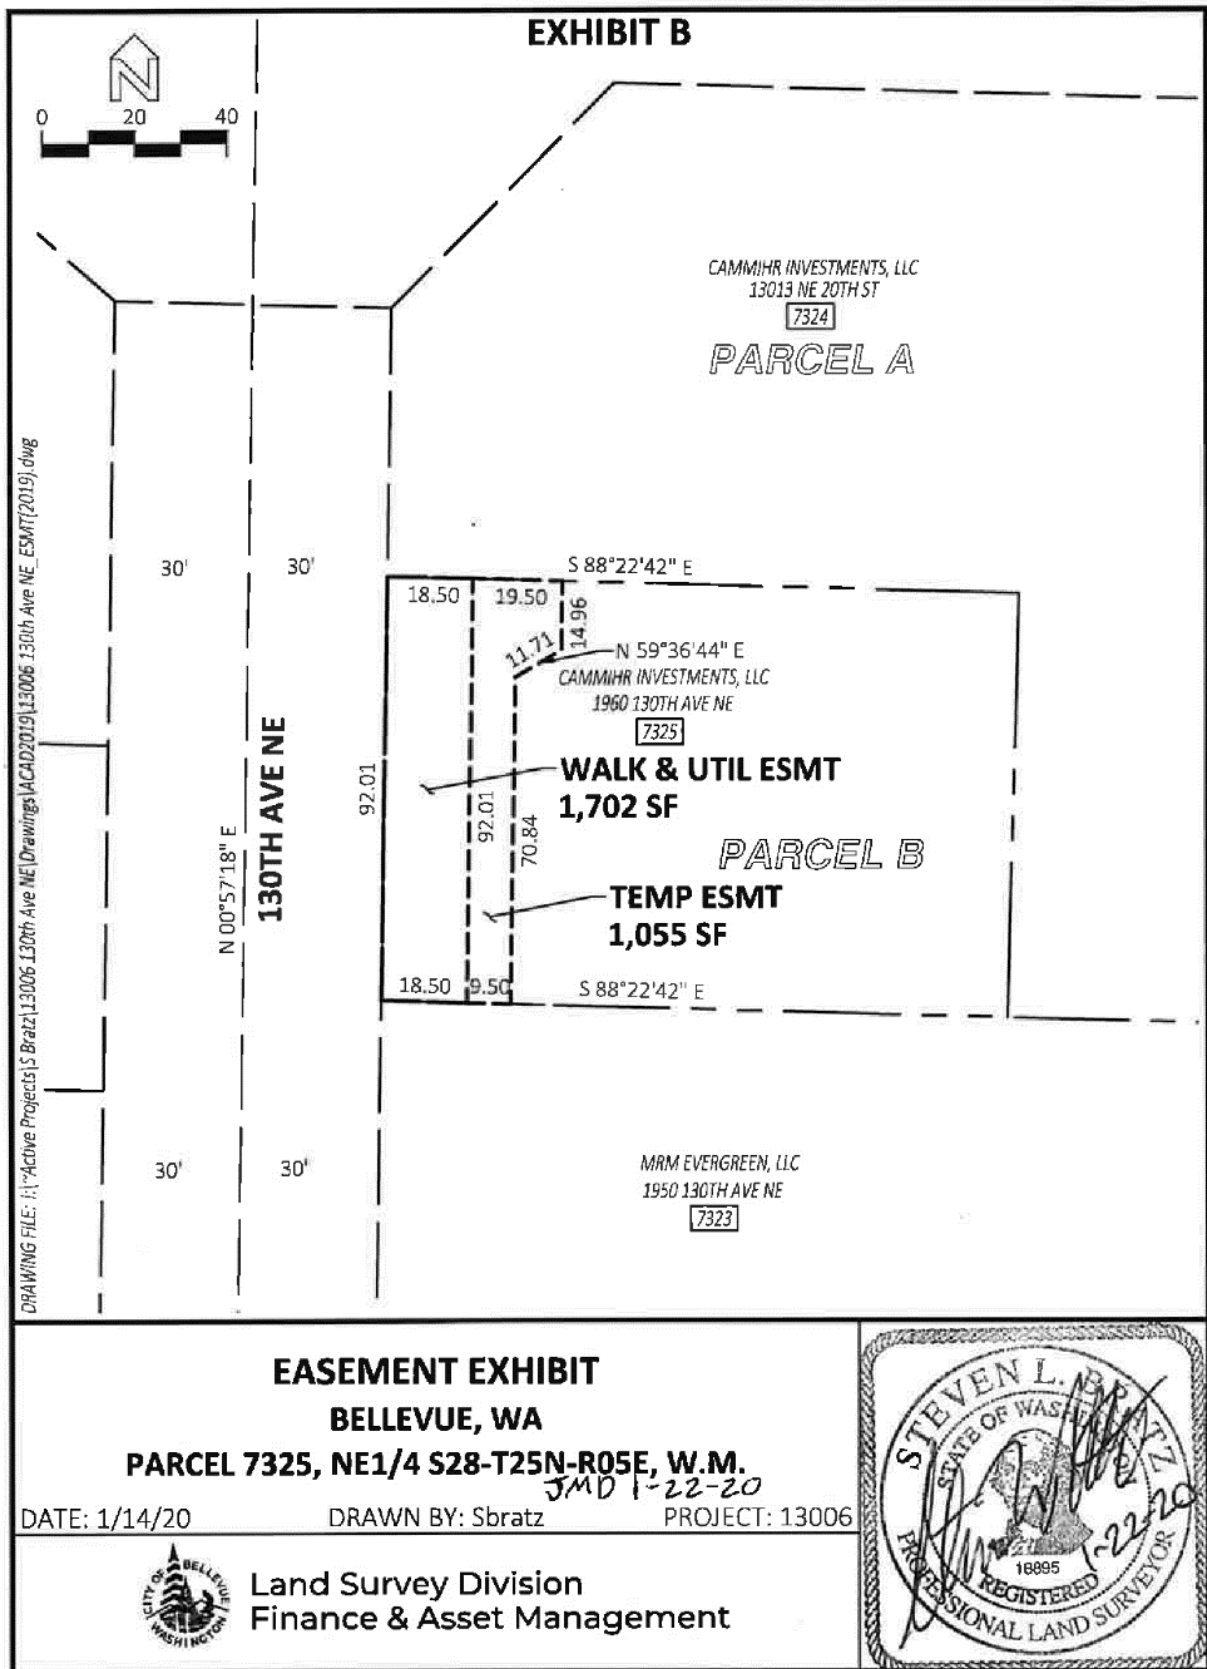 EXHIBIT B
N
0 20 40
CAMMIHR INVESTMENTS, LLC
13013 NE 20TH ST
7324
PARCEL A
DRAWING FILE: I:\~Active Projects\S Bratz\13006 130th Ave NE\Drawings\ACAD2019\13006 130th Ave NE_ESMT(2019).dwg
30' 30'
S 88°22'42" E
18.50 19.50
14.96
11.71
N 59°36'44" E
CAMMIHR INVESTMENTS, LLC
1960 130TH AVE NE
7325
WALK & UTIL ESMT
1,702 SF
92.01
92.01
70.84
N 00°57'18" E
130TH AVE NE
PARCEL B
TEMP ESMT
1,055 SF
18.50 9.50
S 88°22'42" E
30' 30'
MRM EVERGREEN, LLC
1950 130TH AVE NE
7323
EASEMENT EXHIBIT
BELLEVUE, WA
PARCEL 7325, NE1/4 S28-T25N-R05E, W.M.
JMD 1-22-20
DATE: 1/14/20 DRAWN BY: Sbratz PROJECT: 13006
CITY OF BELLEVUE
WASHINGTON
Land Survey Division
Finance & Asset Management
STEVEN L. BRATZ
STATE OF WASH
18895
REGISTERED
PROFESSIONAL LAND SURVEYOR
1-22-20